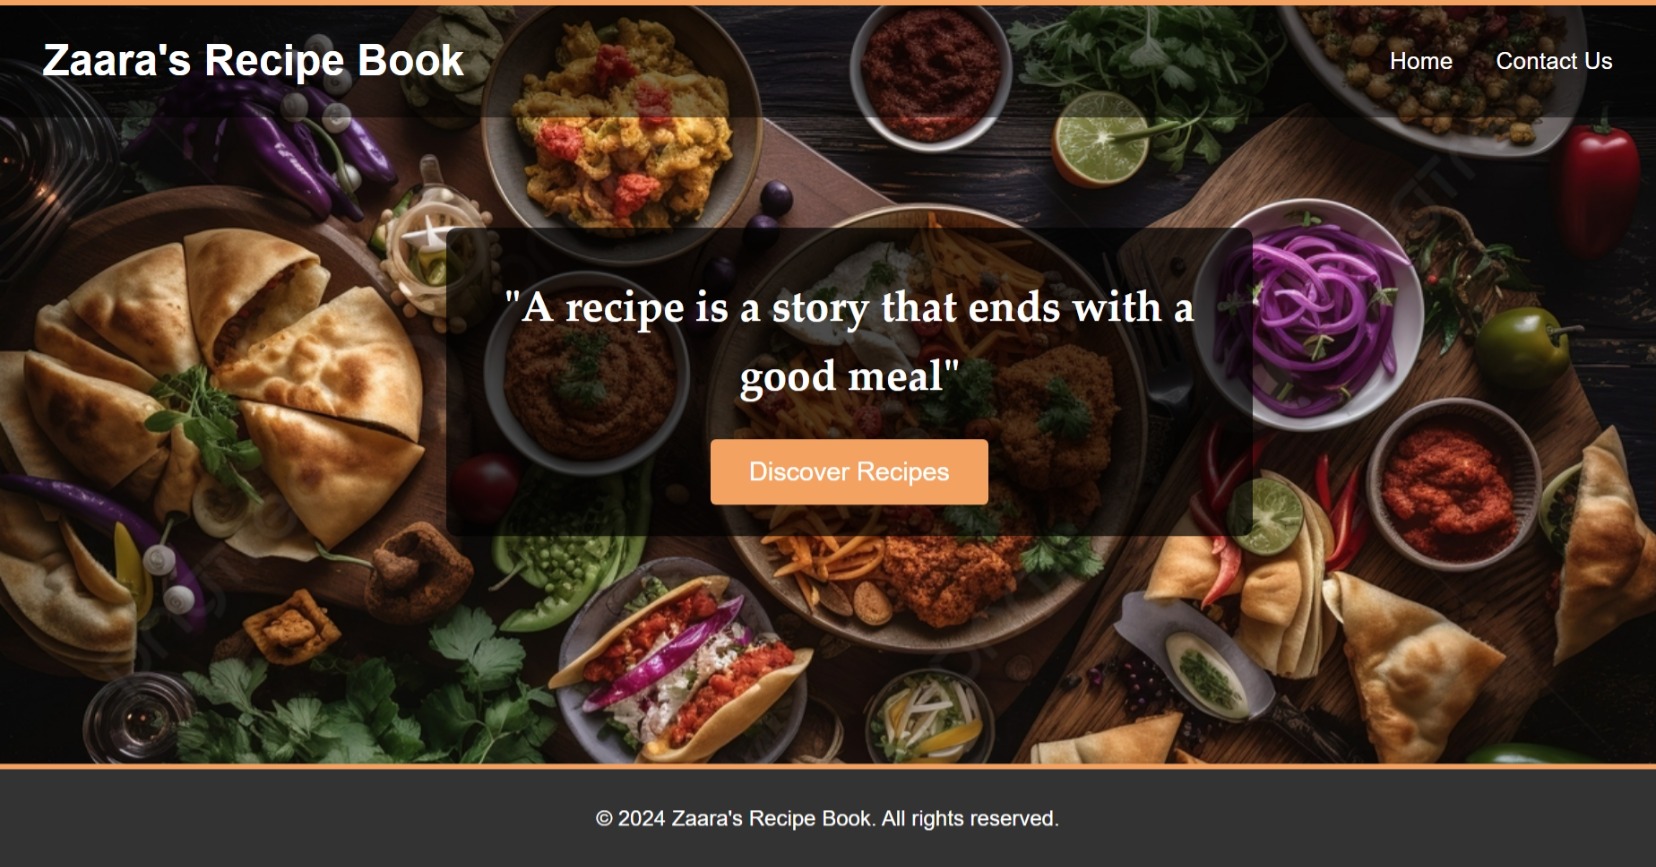 Zaara's Recipe Book
Home Contact Us
"A recipe is a story that ends with a
good meal"
Discover Recipes
© 2024 Zaara's Recipe Book. All rights reserved.